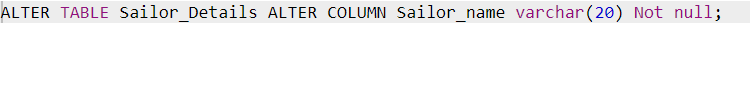 ALTER TABLE Sailor_Details ALTER COLUMN Sailor_name varchar(20) Not null;